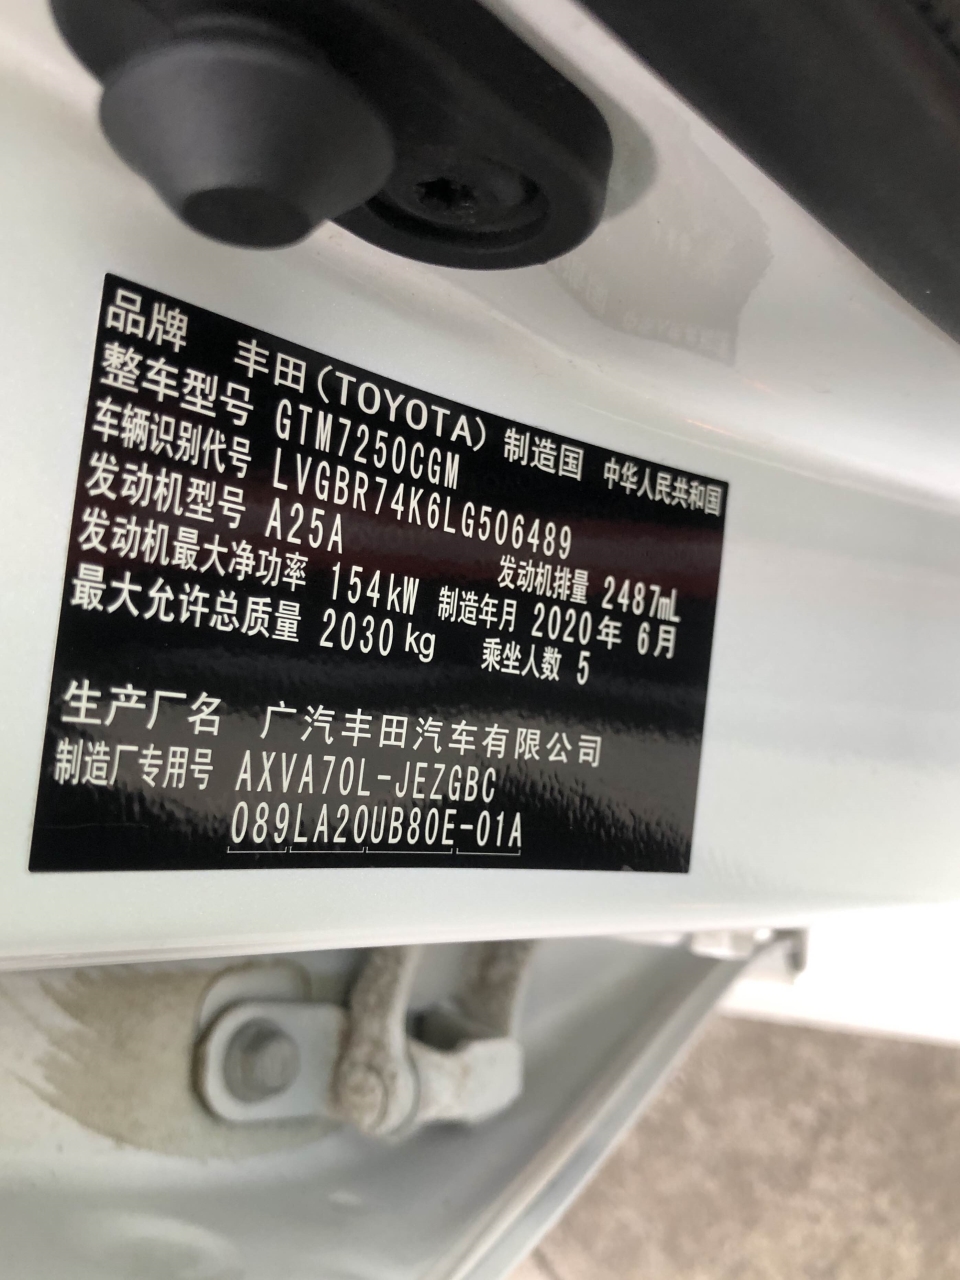 品牌 丰田(TOYOTA) 制造国 中华人民共和国
整车型号 GTM7250CGM
车辆识别代号 LVGBR74K6LG506489
发动机型号 A25A 发动机排量 2487mL
发动机最大净功率 154kW 制造年月 2020年 6月
最大允许总质量 2030kg 乘坐人数 5
生产厂名 广汽丰田汽车有限公司
制造厂专用号 AXVA70L-JEZGBC
089LA20UB80E-01A